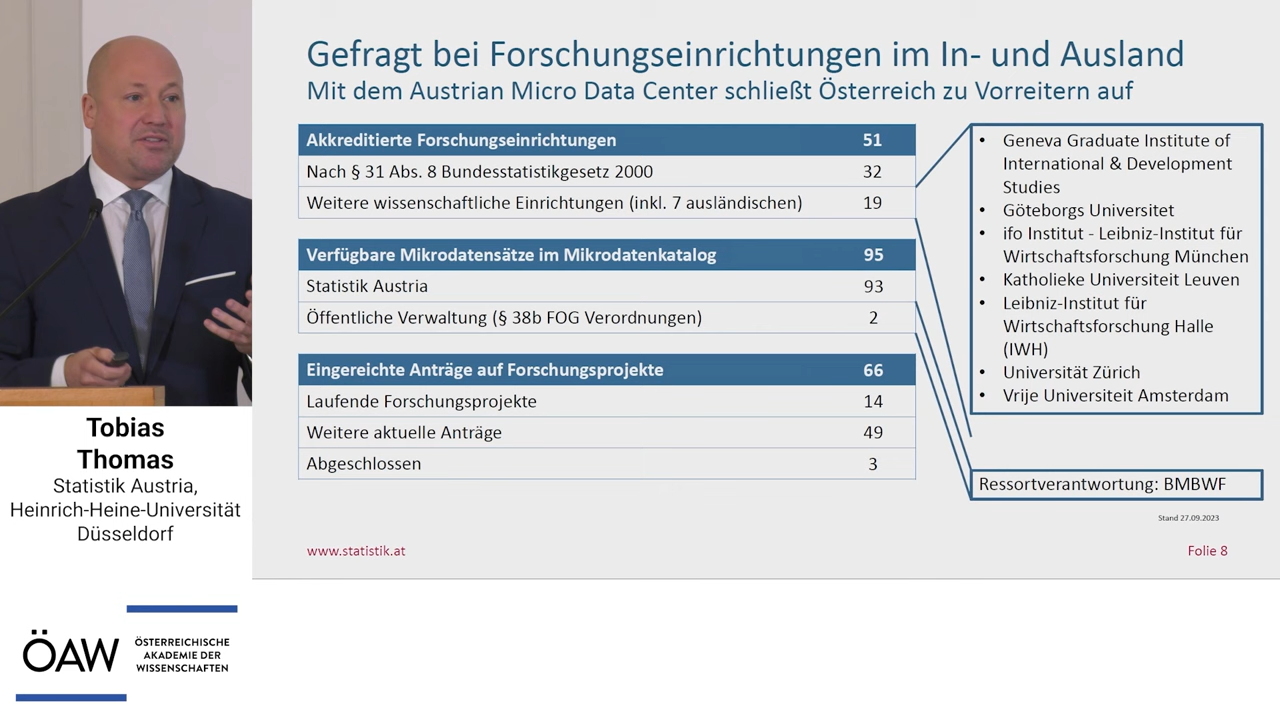 Gefragt bei Forschungseinrichtungen im In- und Ausland
Mit dem Austrian Micro Data Center schließt Österreich zu Vorreitern auf
Akkreditierte Forschungseinrichtungen 51
Nach § 31 Abs. 8 Bundesstatistikgesetz 2000 32
Weitere wissenschaftliche Einrichtungen (inkl. 7 ausländischen) 19
Verfügbare Mikrodatensätze im Mikrodatenkatalog 95
Statistik Austria 93
Öffentliche Verwaltung (§ 38b FOG Verordnungen) 2
Eingereichte Anträge auf Forschungsprojekte 66
Laufende Forschungsprojekte 14
Weitere aktuelle Anträge 49
Abgeschlossen 3
• Geneva Graduate Institute of
International & Development
Studies
• Göteborgs Universitet
• ifo Institut - Leibniz-Institut für
Wirtschaftsforschung München
• Katholieke Universiteit Leuven
• Leibniz-Institut für
Wirtschaftsforschung Halle
(IWH)
• Universität Zürich
• Vrije Universiteit Amsterdam
Ressortverantwortung: BMBWF
Stand 27.09.2023
www.statistik.at
Folie 8
Tobias
Thomas
Statistik Austria,
Heinrich-Heine-Universität
Düsseldorf
ÖAW
ÖSTERREICHISCHE
AKADEMIE DER
WISSENSCHAFTEN